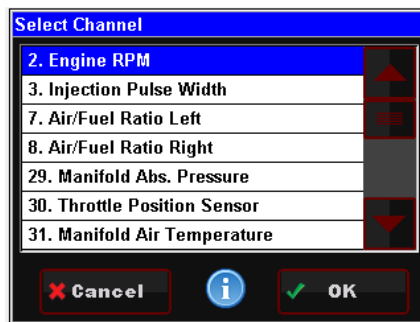 Select Channel
2. Engine RPM
3. Injection Pulse Width
7. Air/Fuel Ratio Left
8. Air/Fuel Ratio Right
29. Manifold Abs. Pressure
30. Throttle Position Sensor
31. Manifold Air Temperature
Cancel
i
OK